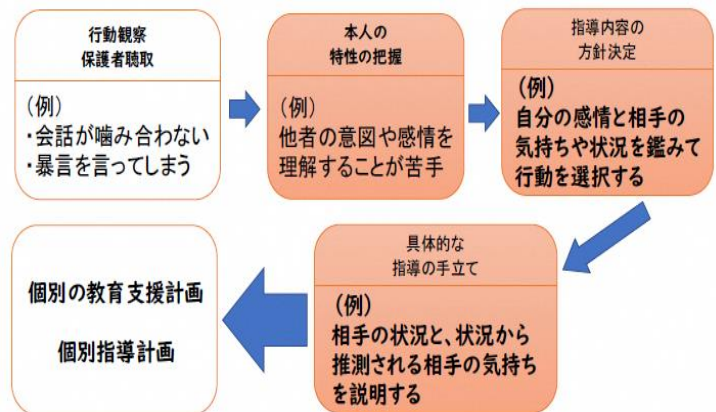 行動観察
保護者聴取
(例)
・会話が噛み合わない
・暴言を言ってしまう
本人の
特性の把握
(例)
他者の意図や感情を
理解することが苦手
指導内容の
方針決定
(例)
自分の感情と相手の
気持ちや状況を鑑みて
行動を選択する
具体的な
指導の手立て
(例)
相手の状況と、状況から
推測される相手の気持ち
を説明する
個別の教育支援計画
個別指導計画